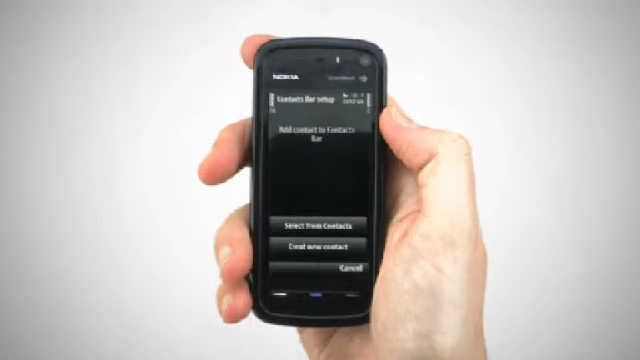 NOKIA
Contacts Bar setup
Add contact to Contacts
Bar
Select from Contacts
Creat new contact
Cancel